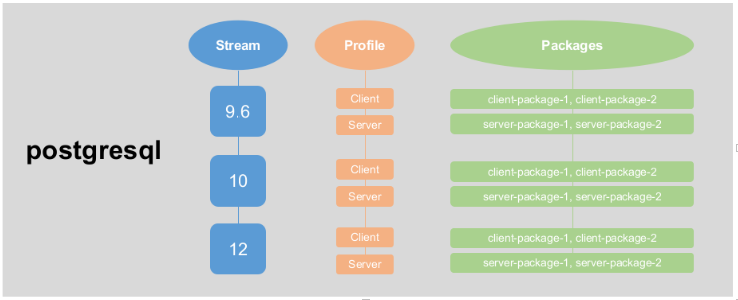 Stream Profile Packages
postgresql
9.6
Client client-package-1, client-package-2
Server server-package-1, server-package-2
10
Client client-package-1, client-package-2
Server server-package-1, server-package-2
12
Client client-package-1, client-package-2
Server server-package-1, server-package-2